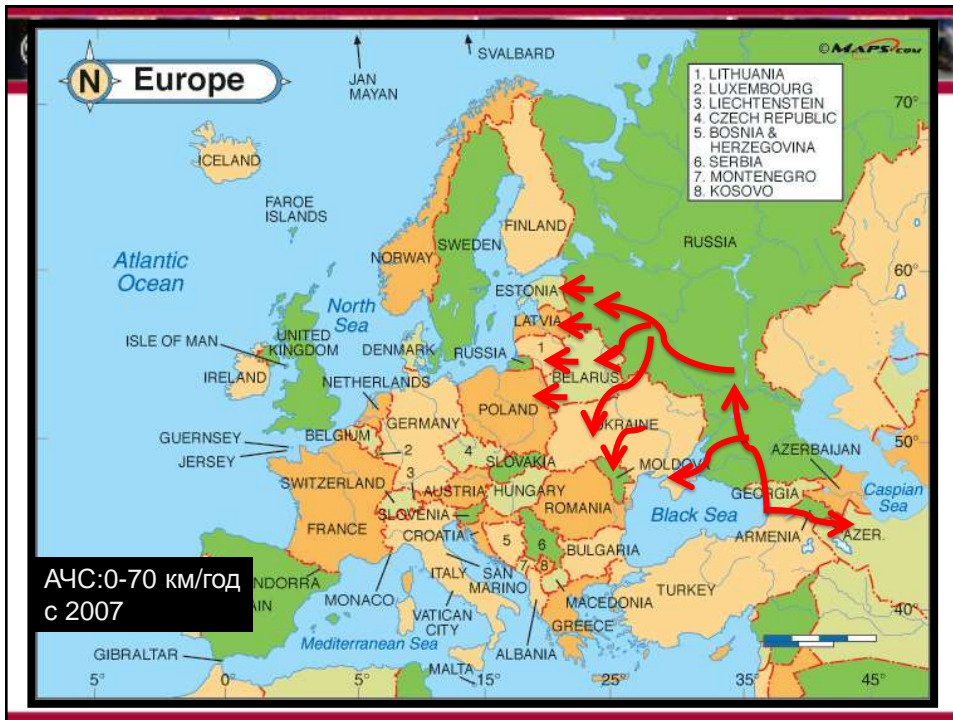 © MAPS.com
N
Europe
JAN
MAYAN
SVALBARD
1. LITHUANIA
2. LUXEMBOURG
3. LIECHTENSTEIN
4. CZECH REPUBLIC
5. BOSNIA &
HERZEGOVINA
6. SERBIA
7. MONTENEGRO
8. KOSOVO
70°
ICELAND
FAROE
ISLANDS
FINLAND
RUSSIA
SWEDEN
NORWAY
Atlantic
Ocean
60°
ESTONIA
North
Sea
LATVIA
ISLE OF MAN
UNITED
KINGDOM
DENMARK
RUSSIA
1
IRELAND
NETHERLANDS
BELARUS
POLAND
GERMANY
UKRAINE
GUERNSEY
JERSEY
BELGIUM
2
4
AZERBAIJAN
50°
SLOVAKIA
MOLDOVA
3
SWITZERLAND
AUSTRIA
HUNGARY
GEORGIA
Caspian
Sea
SLOVENIA
ROMANIA
FRANCE
CROATIA
Black Sea
ARMENIA
AZER.
5
6
BULGARIA
АЧС:0-70 км/год
с 2007
NDORRA
AIN
MONACO
ITALY
SAN
MARINO
7
8
TURKEY
VATICAN
CITY
MACEDONIA
GREECE
40°
Mediterranean Sea
GIBRALTAR
MALTA
ALBANIA
5°
0°
5°
15°
25°
35°
45°